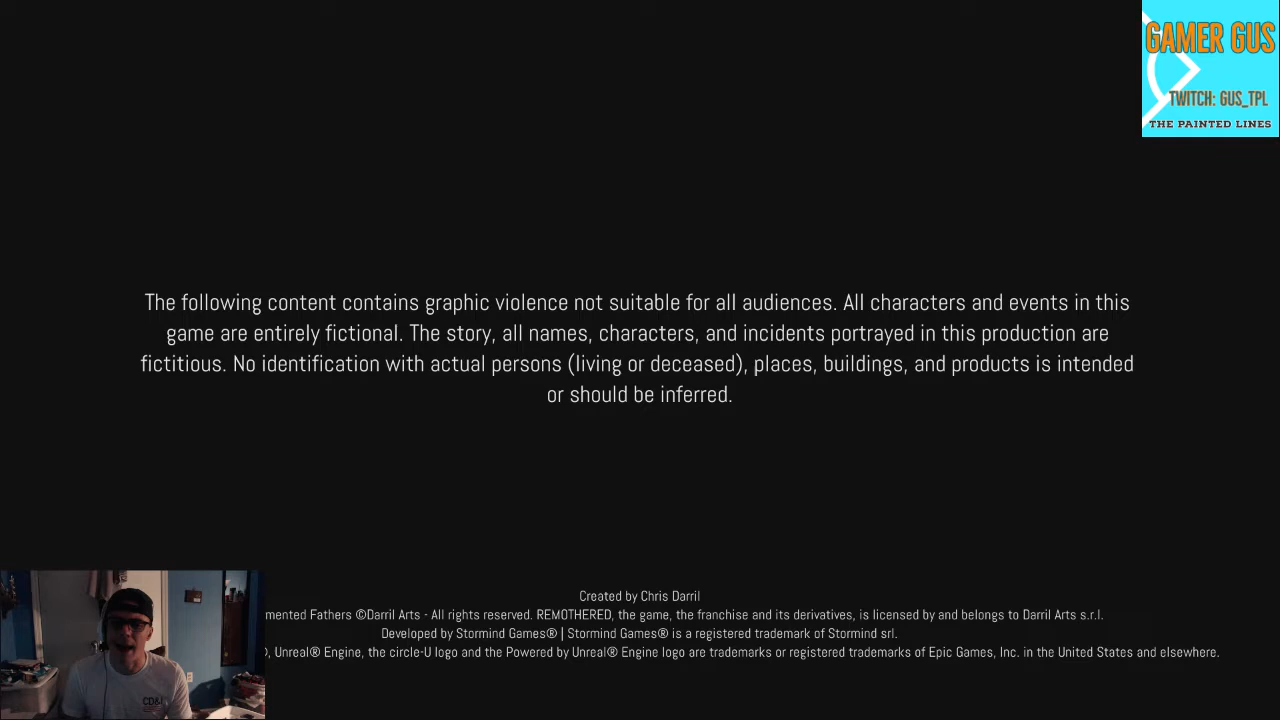 GAMER GUS
TWITCH: GUS_TPL
THE PAINTED LINES
The following content contains graphic violence not suitable for all audiences. All characters and events in this
game are entirely fictional. The story, all names, characters, and incidents portrayed in this production are
fictitious. No identification with actual persons (living or deceased), places, buildings, and products is intended
or should be inferred.
Created by Chris Darril
mented Fathers ©Darril Arts - All rights reserved. REMOTHERED, the game, the franchise and its derivatives, is licensed by and belongs to Darril Arts s.r.l.
Developed by Stormind Games® | Stormind Games® is a registered trademark of Stormind srl.
, Unreal® Engine, the circle-U logo and the Powered by Unreal® Engine logo are trademarks or registered trademarks of Epic Games, Inc. in the United States and elsewhere.